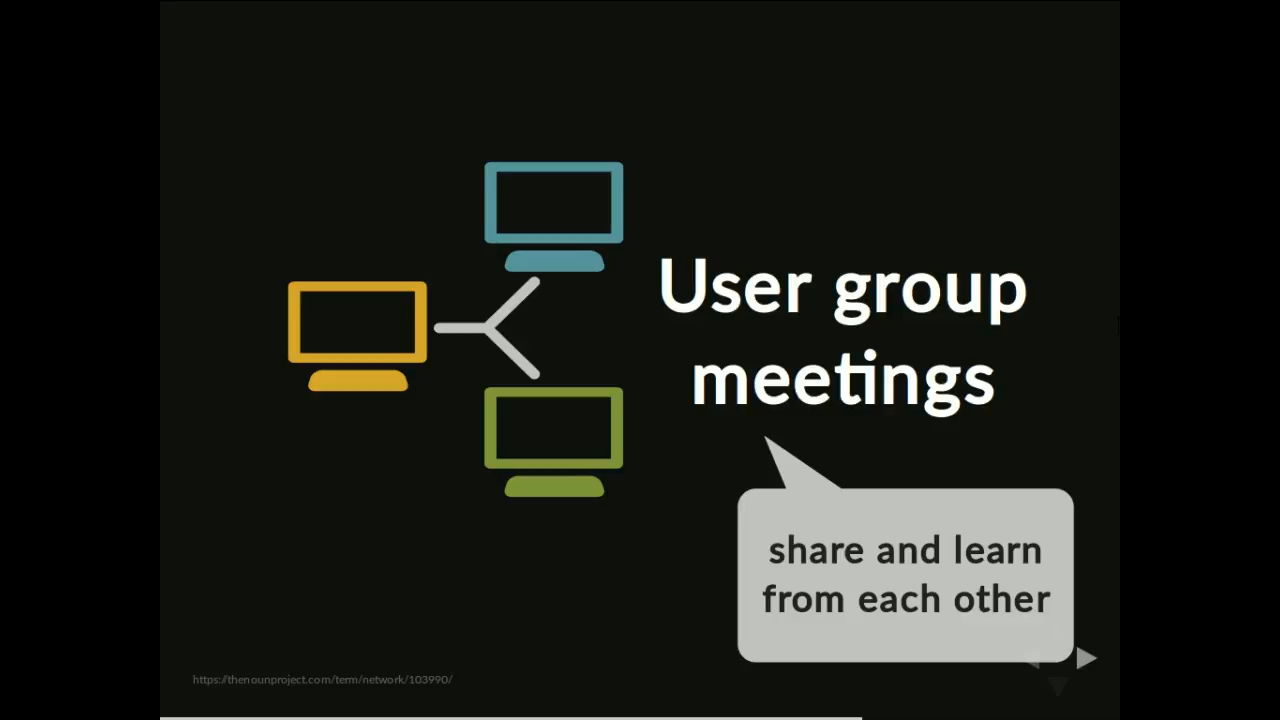 User group
meetings
share and learn
from each other
https://thenounproject.com/term/network/103990/